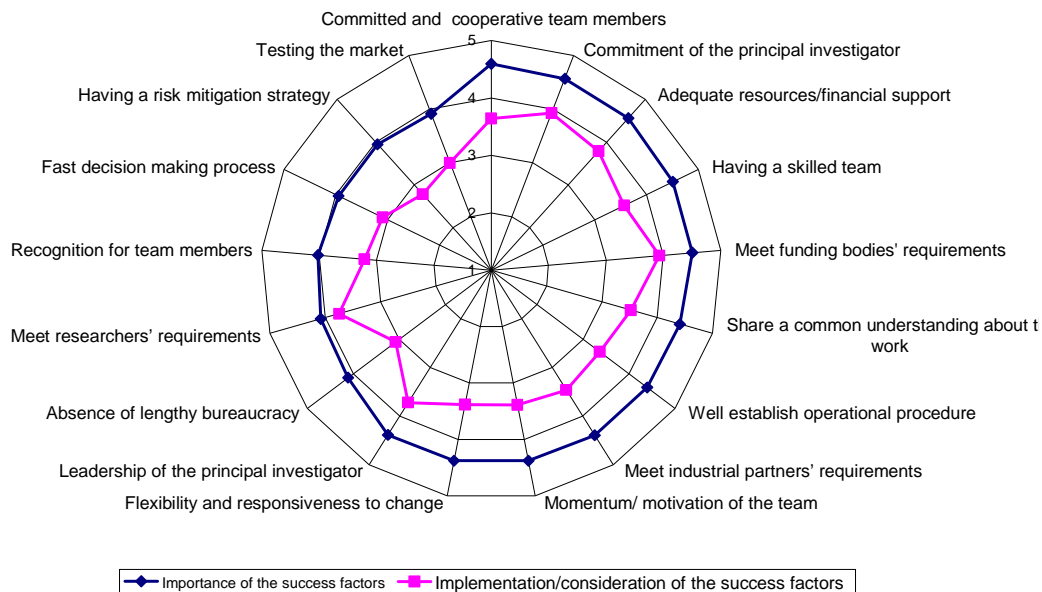 Committed and cooperative team members
Testing the market
Commitment of the principal investigator
Having a risk mitigation strategy
Adequate resources/financial support
Fast decision making process
Having a skilled team
Recognition for team members
Meet funding bodies' requirements
Meet researchers' requirements
Share a common understanding about t
work
Absence of lengthy bureaucracy
Well establish operational procedure
Leadership of the principal investigator
Meet industrial partners' requirements
Flexibility and responsiveness to change
Momentum/ motivation of the team
5
4
3
2
1
Importance of the success factors
Implementation/consideration of the success factors